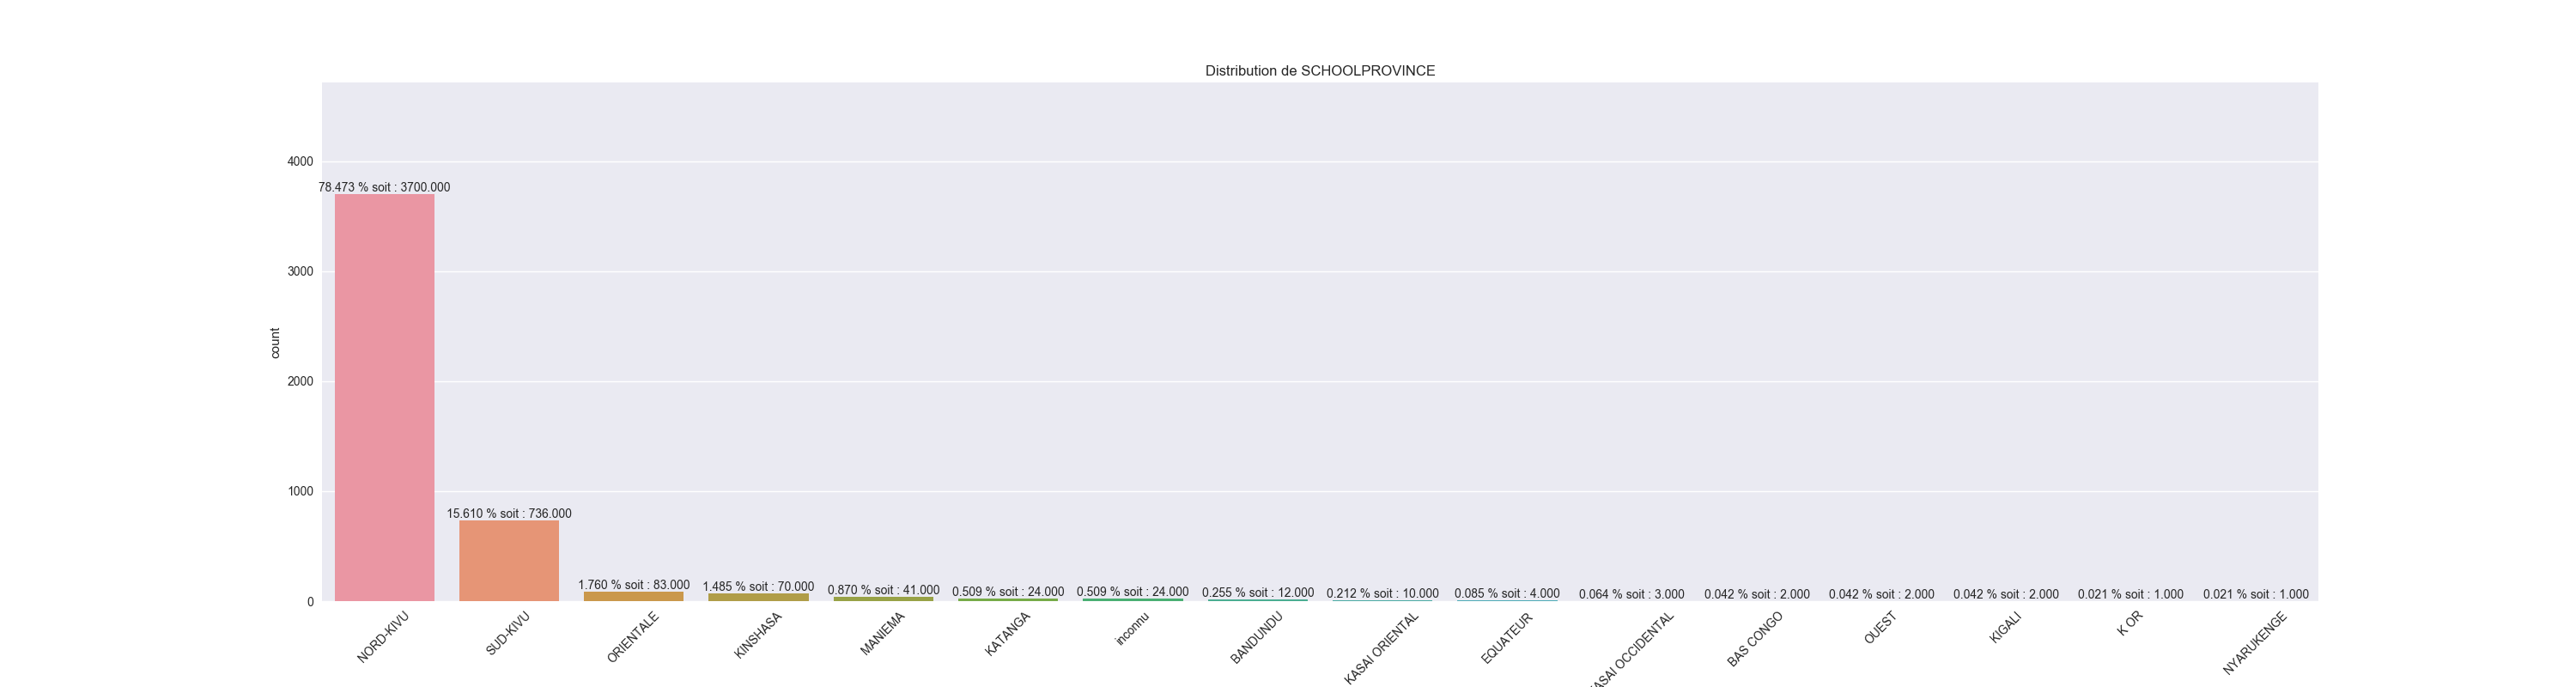 Distribution de SCHOOLPROVINCE
count
4000
3000
2000
1000
0
78.473 % soit : 3700.000
15.610 % soit : 736.000
1.760 % soit : 83.000
1.485 % soit : 70.000
0.870 % soit : 41.000
0.509 % soit : 24.000
0.509 % soit : 24.000
0.255 % soit : 12.000
0.212 % soit : 10.000
0.085 % soit : 4.000
0.064 % soit : 3.000
0.042 % soit : 2.000
0.042 % soit : 2.000
0.042 % soit : 2.000
0.021 % soit : 1.000
0.021 % soit : 1.000
NORD-KIVU
SUD-KIVU
ORIENTALE
KINSHASA
MANIEMA
KATANGA
inconnu
BANDUNDU
KASAI ORIENTAL
EQUATEUR
KASAI OCCIDENTAL
BAS CONGO
OUEST
KIGALI
K OR
NYARUKENGE